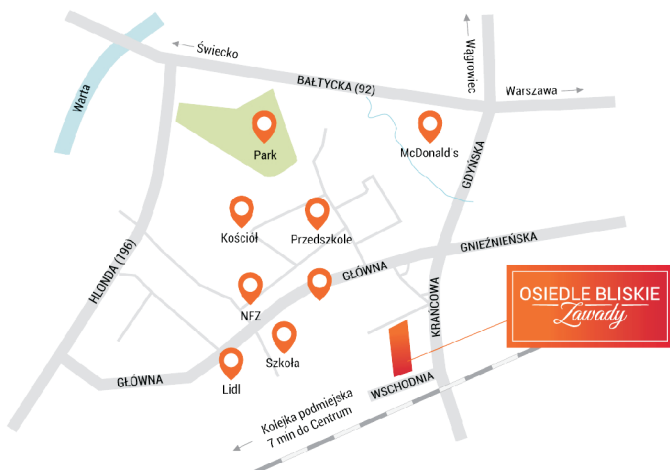 Świecko
Wągrowiec
Warszawa
Warta
BAŁTYCKA (92)
Park
McDonald's
GDYŃSKA
Kościół
Przedszkole
GNIEŹNIEŃSKA
HLONDA (196)
GŁÓWNA
NFZ
KRAŃCOWA
OSIEDLE BLISKIE
Zawady
Szkoła
Lidl
GŁÓWNA
WSCHODNIA
Kolejka podmiejska
7 min do Centrum